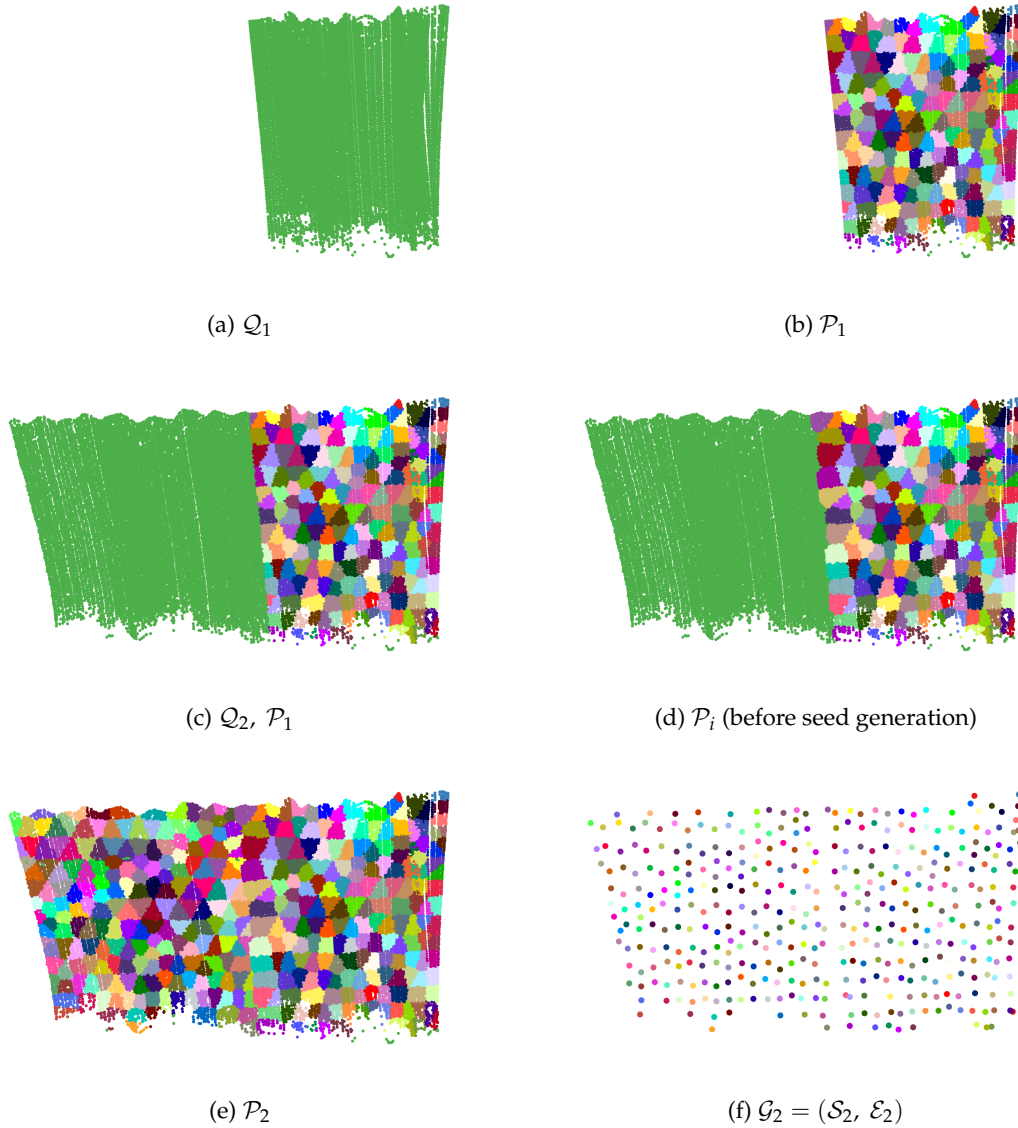 (a) 𝒬₁
(b) 𝒫₁
(c) 𝒬₂, 𝒫₁
(d) 𝒫ᵢ (before seed generation)
(e) 𝒫₂
(f) 𝒢₂ = (𝒮₂, ℰ₂)